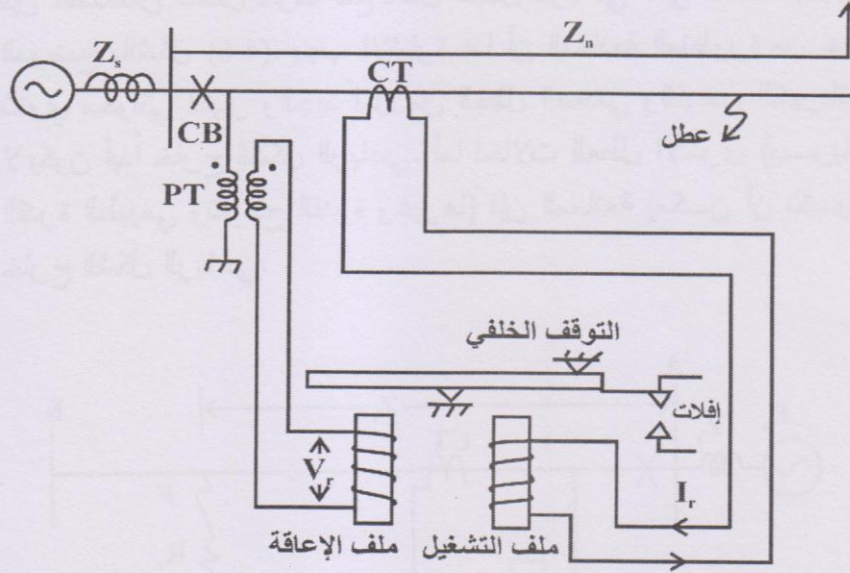 Zₙ
Zₛ
CT
CB
عطل
PT
التوقف الخلفي
إفلات
Vᵣ
Iᵣ
ملف الإعاقة
ملف التشغيل